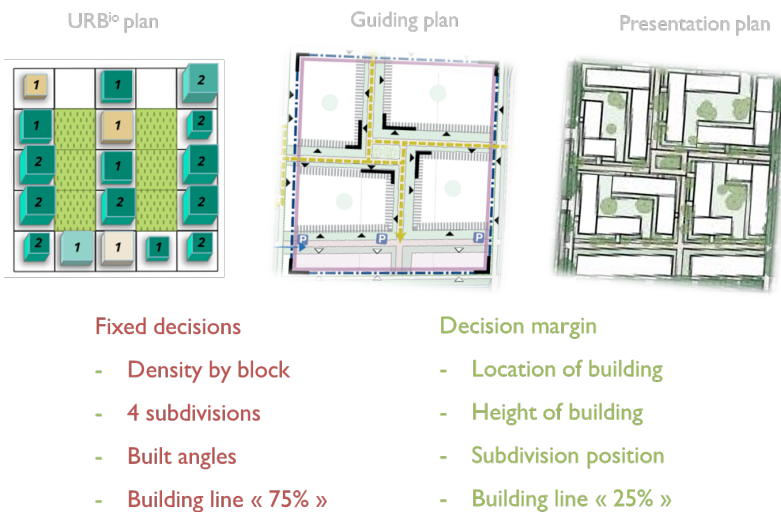 URBio plan
Guiding plan
Presentation plan
1 1 2
1 1 2
2 1 2
2 2 2
2 1 1 1 2
P P P
Fixed decisions
- Density by block
- 4 subdivisions
- Built angles
- Building line « 75% »
Decision margin
- Location of building
- Height of building
- Subdivision position
- Building line « 25% »